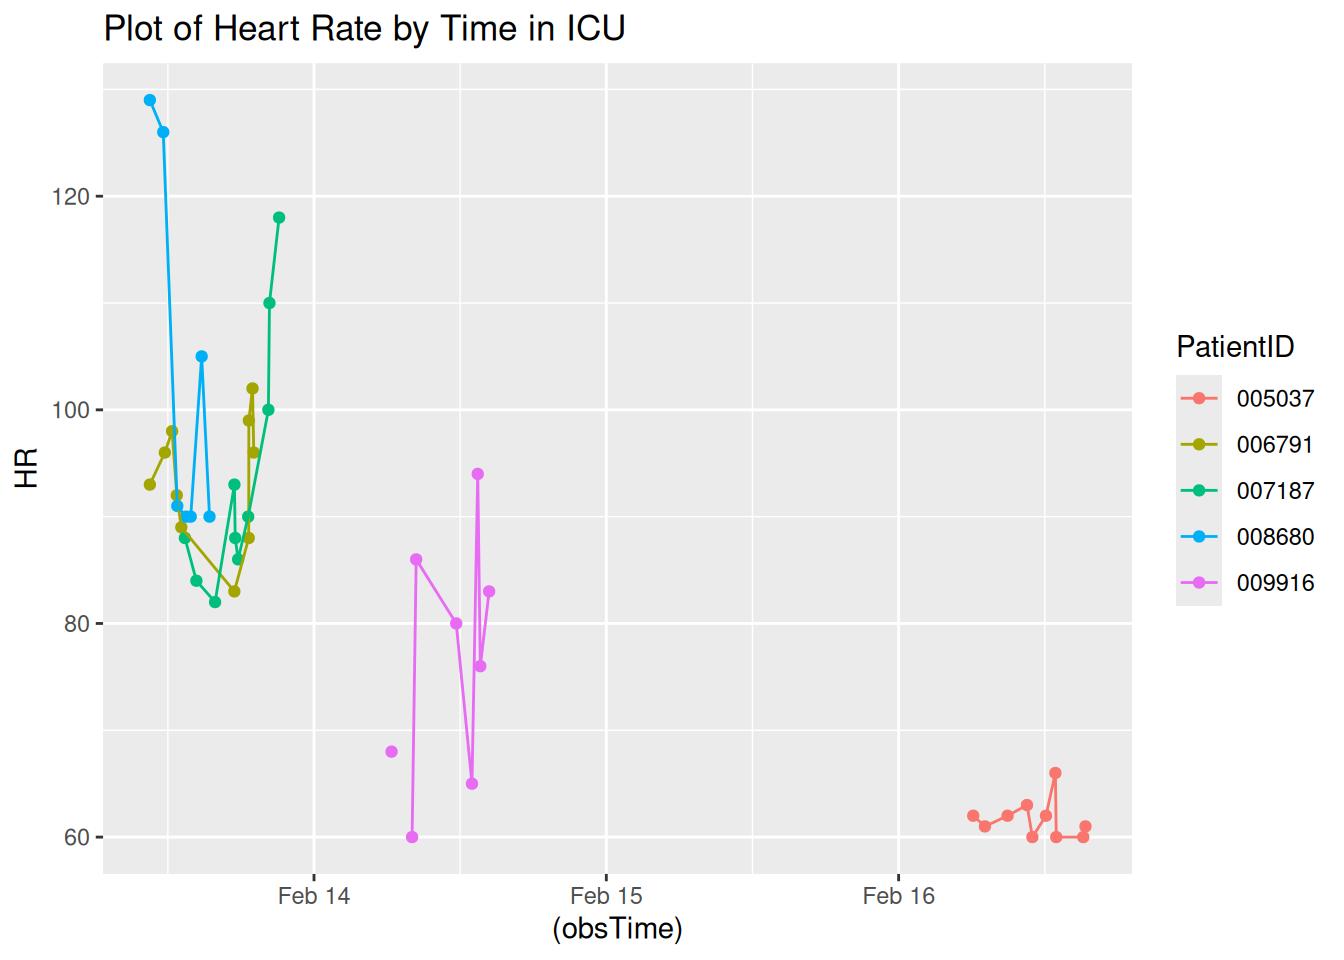 Plot of Heart Rate by Time in ICU
HR
120
100
80
60
Feb 14
Feb 15
Feb 16
(obsTime)
PatientID
005037
006791
007187
008680
009916